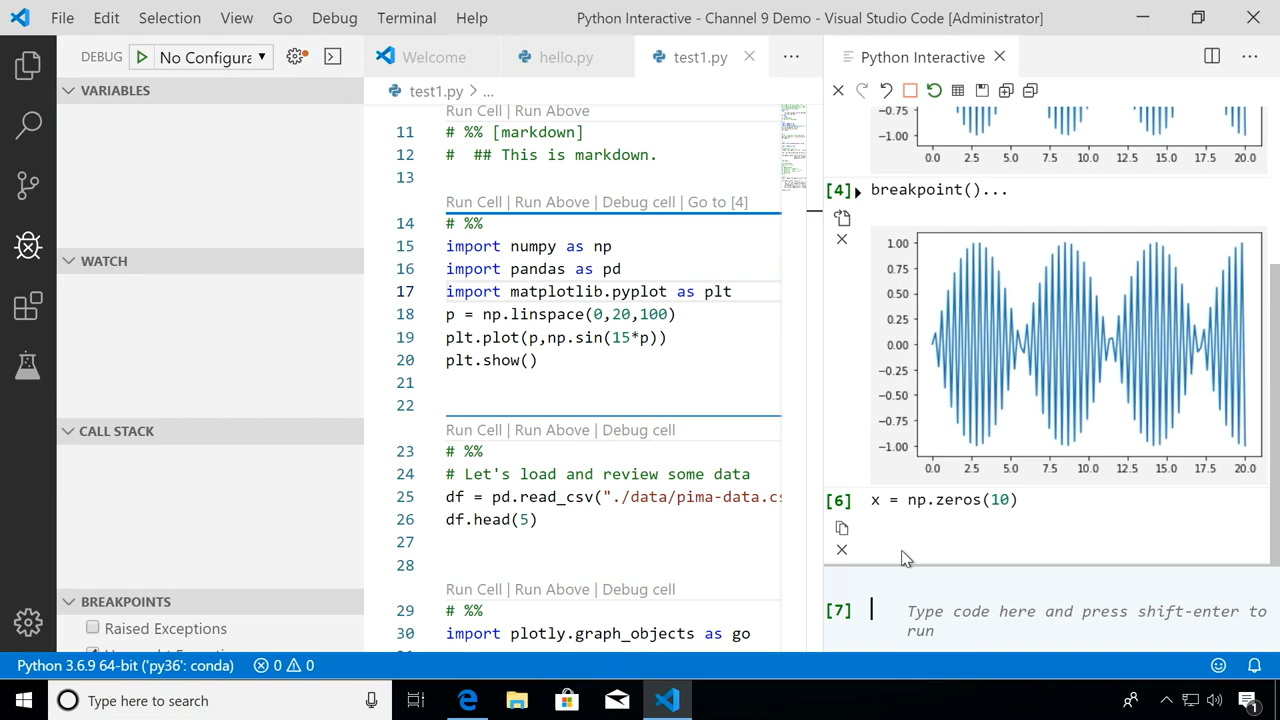 File Edit Selection View Go Debug Terminal Help Python Interactive - Channel 9 Demo - Visual Studio Code [Administrator]
DEBUG No Configura
VARIABLES
WATCH
CALL STACK
BREAKPOINTS
Raised Exceptions
Welcome hello.py test1.py ...
test1.py > ...
Run Cell | Run Above
11 # %% [markdown]
12 #  ## This is markdown.
13
Run Cell | Run Above | Debug cell | Go to [4]
14 # %%
15 import numpy as np
16 import pandas as pd
17 import matplotlib.pyplot as plt
18 p = np.linspace(0,20,100)
19 plt.plot(p,np.sin(15*p))
20 plt.show()
21
22
Run Cell | Run Above | Debug cell
23 # %%
24 # Let's load and review some data
25 df = pd.read_csv("./data/pima-data.cs
26 df.head(5)
27
28
Run Cell | Run Above | Debug cell
29 # %%
30 import plotly.graph_objects as go
Python Interactive
−0.75
−1.00
0.0 2.5 5.0 7.5 10.0 12.5 15.0 17.5 20.0
[4] breakpoint()...
1.00
0.75
0.50
0.25
0.00
−0.25
−0.50
−0.75
−1.00
0.0 2.5 5.0 7.5 10.0 12.5 15.0 17.5 20.0
[6] x = np.zeros(10)
[7] Type code here and press shift-enter to
run
Python 3.6.9 64-bit ('py36': conda) 0 0
Type here to search
1